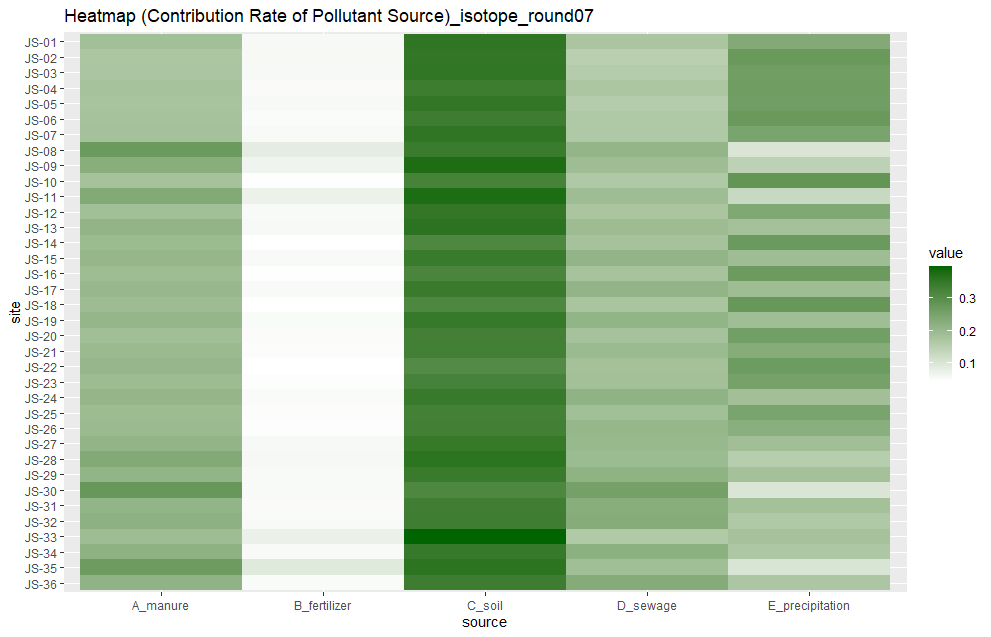 Heatmap (Contribution Rate of Pollutant Source)_isotope_round07
JS-01
JS-02
JS-03
JS-04
JS-05
JS-06
JS-07
JS-08
JS-09
JS-10
JS-11
JS-12
JS-13
JS-14
JS-15
JS-16
JS-17
JS-18
JS-19
JS-20
JS-21
JS-22
JS-23
JS-24
JS-25
JS-26
JS-27
JS-28
JS-29
JS-30
JS-31
JS-32
JS-33
JS-34
JS-35
JS-36
site
A_manure
B_fertilizer
C_soil
D_sewage
E_precipitation
source
value
0.3
0.2
0.1